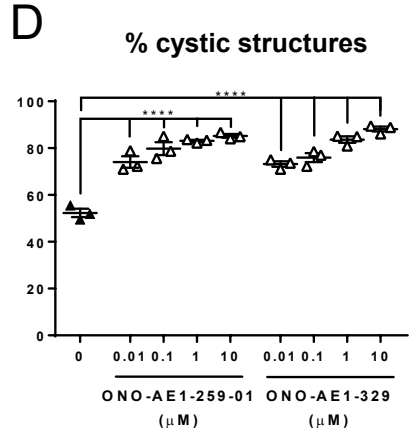 D
% cystic structures
****
****
100
80
60
40
20
0
0 0.01 0.1 1 10 0.01 0.1 1 10
ONO-AE1-259-01 ONO-AE1-329
(μM) (μM)